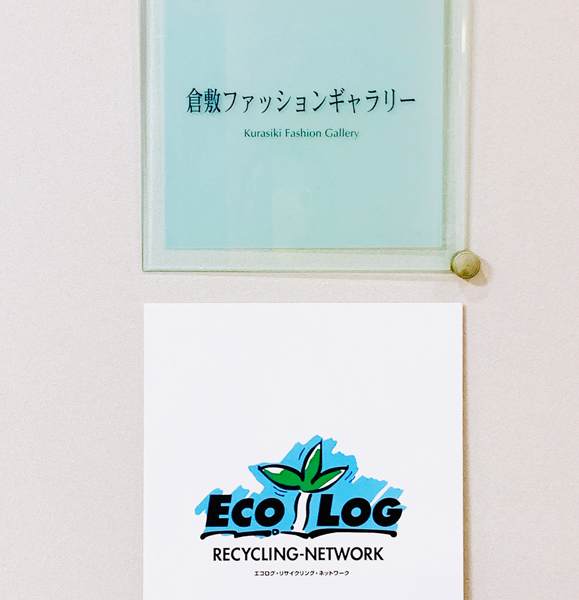 倉敷ファッションギャラリー
Kurasiki Fashion Gallery
ECO LOG
RECYCLING-NETWORK
エコログ・リサイクリング・ネットワーク